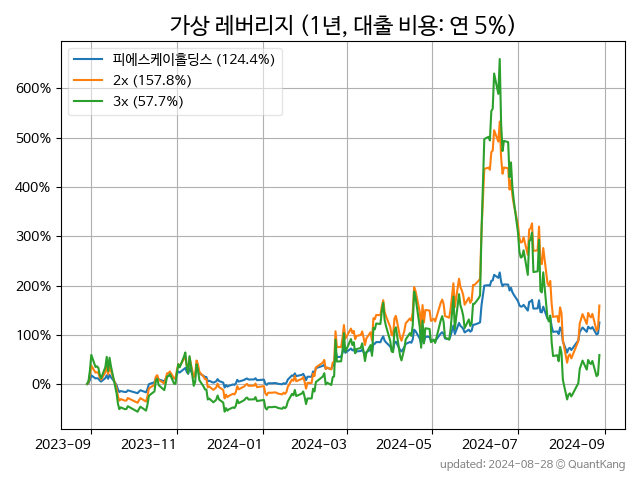 가상 레버리지 (1년, 대출 비용: 연 5%)
피에스케이홀딩스 (124.4%)
2x (157.8%)
3x (57.7%)
600%
500%
400%
300%
200%
100%
0%
2023-09 2023-11 2024-01 2024-03 2024-05 2024-07 2024-09
updated: 2024-08-28 © QuantKang